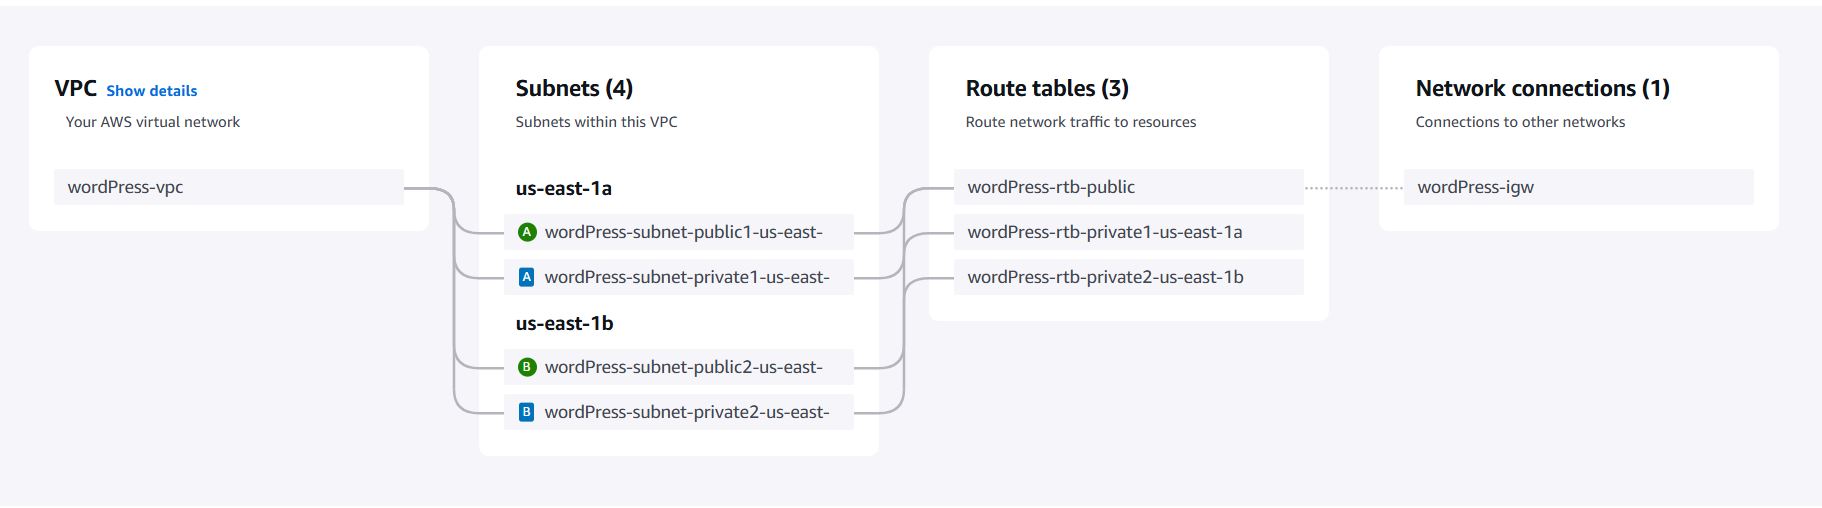 VPC Show details
Your AWS virtual network
wordPress-vpc
Subnets (4)
Subnets within this VPC
us-east-1a
A wordPress-subnet-public1-us-east-
A wordPress-subnet-private1-us-east-
us-east-1b
B wordPress-subnet-public2-us-east-
B wordPress-subnet-private2-us-east-
Route tables (3)
Route network traffic to resources
wordPress-rtb-public
wordPress-rtb-private1-us-east-1a
wordPress-rtb-private2-us-east-1b
Network connections (1)
Connections to other networks
wordPress-igw